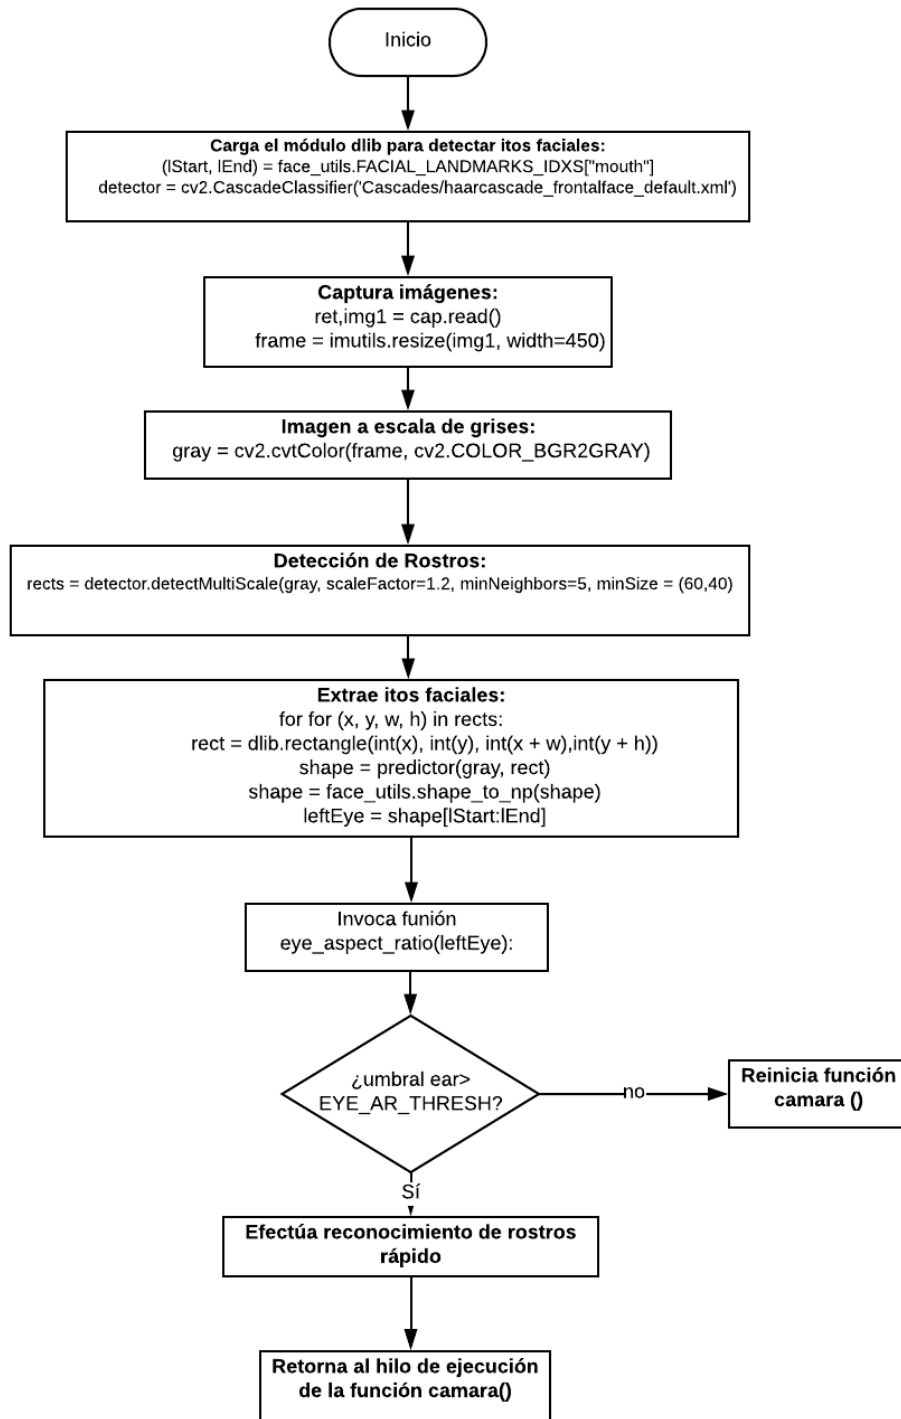 Inicio
Carga el módulo dlib para detectar itos faciales:
(lStart, lEnd) = face_utils.FACIAL_LANDMARKS_IDXS["mouth"]
detector = cv2.CascadeClassifier('Cascades/haarcascade_frontalface_default.xml')
Captura imágenes:
ret,img1 = cap.read()
frame = imutils.resize(img1, width=450)
Imagen a escala de grises:
gray = cv2.cvtColor(frame, cv2.COLOR_BGR2GRAY)
Detección de Rostros:
rects = detector.detectMultiScale(gray, scaleFactor=1.2, minNeighbors=5, minSize = (60,40)
Extrae itos faciales:
for for (x, y, w, h) in rects:
rect = dlib.rectangle(int(x), int(y), int(x + w),int(y + h))
shape = predictor(gray, rect)
shape = face_utils.shape_to_np(shape)
leftEye = shape[lStart:lEnd]
Invoca funión
eye_aspect_ratio(leftEye):
¿umbral ear>
EYE_AR_THRESH?
no
Reinicia función
camara ()
Sí
Efectúa reconocimiento de rostros
rápido
Retorna al hilo de ejecución
de la función camara()